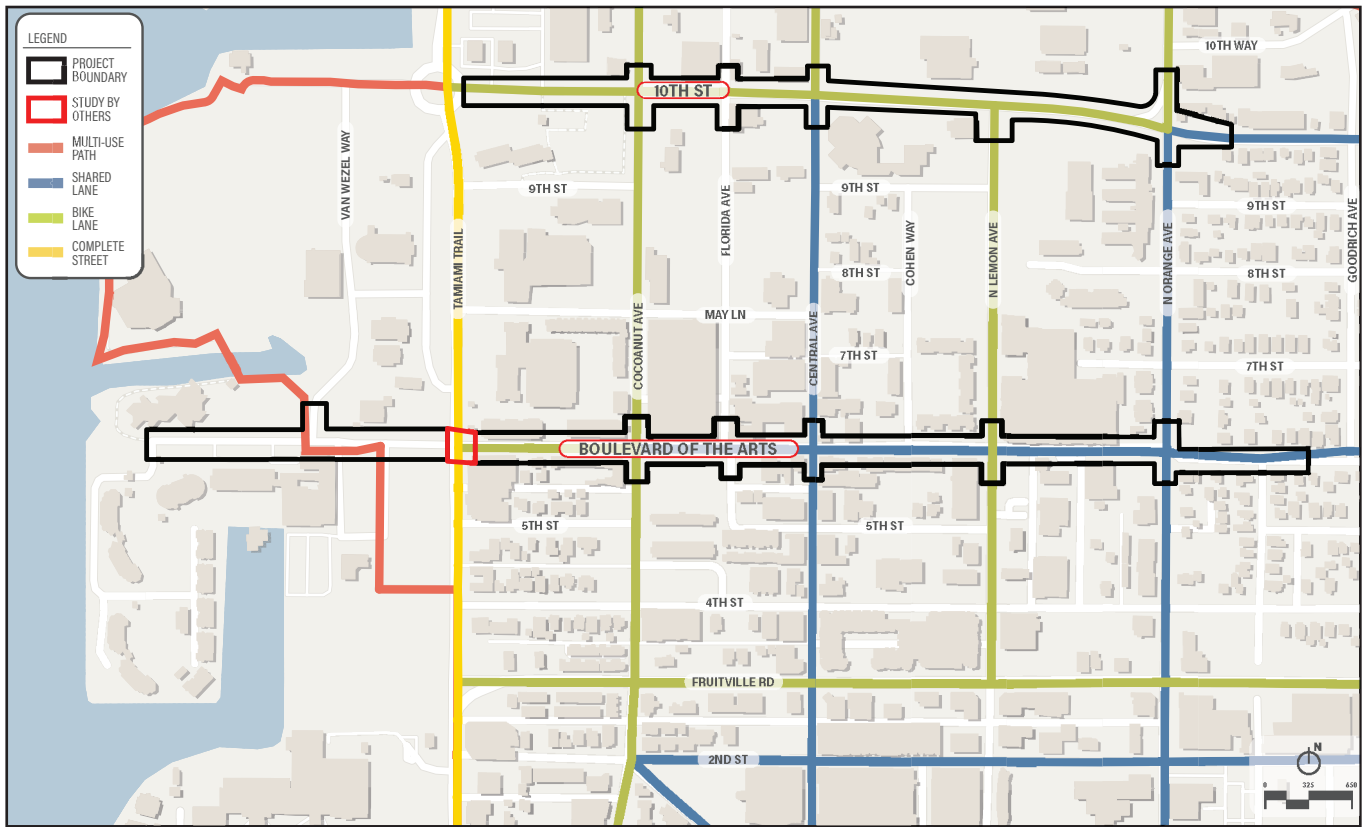 LEGEND
PROJECT
BOUNDARY
STUDY BY
OTHERS
MULTI-USE
PATH
SHARED
LANE
BIKE
LANE
COMPLETE
STREET
10TH WAY
10TH ST
VAN WEZEL WAY
9TH ST
9TH ST
9TH ST
FLORIDA AVE
TAMIAMI TRAIL
COHEN WAY
N LEMON AVE
N ORANGE AVE
GOODRICH AVE
8TH ST
8TH ST
MAY LN
COCOANUT AVE
CENTRAL AVE
7TH ST
7TH ST
BOULEVARD OF THE ARTS
5TH ST
5TH ST
4TH ST
FRUITVILLE RD
2ND ST
N
0 325 650